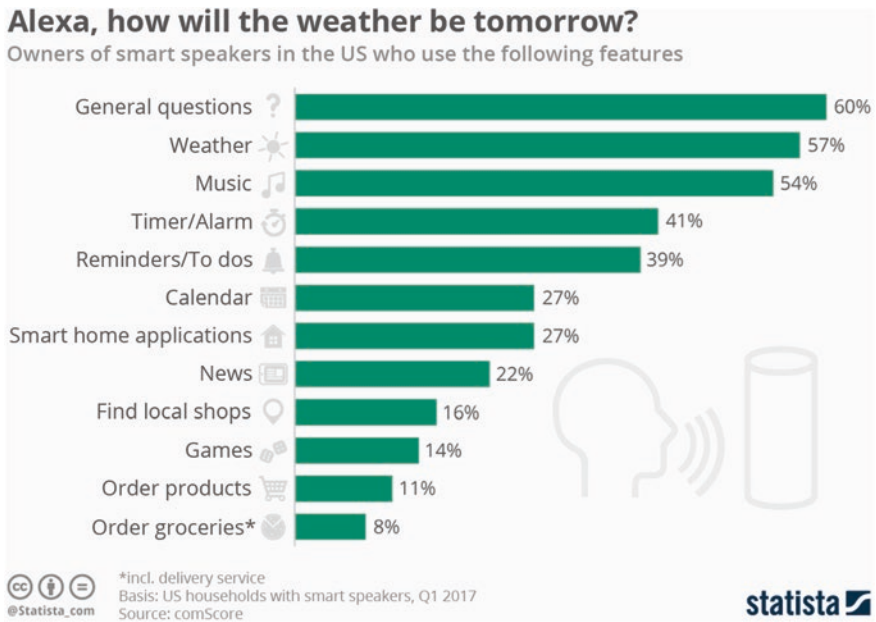 Alexa, how will the weather be tomorrow?
Owners of smart speakers in the US who use the following features
General questions 60%
Weather 57%
Music 54%
Timer/Alarm 41%
Reminders/To dos 39%
Calendar 27%
Smart home applications 27%
News 22%
Find local shops 16%
Games 14%
Order products 11%
Order groceries* 8%
*incl. delivery service
Basis: US households with smart speakers, Q1 2017
@Statista_com Source: comScore
statista